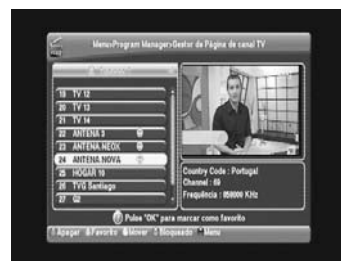 Menu>Program Manager>Gestor de Página de canal TV
19 TV 12
20 TV 13
21 TV 14
22 ANTENA 3
23 ANTENA NEOX
24 ANTENA NOVA
25 HOGAR 10
26 TVG Santiago
27 G2
Country Code : Portugal
Channel : 69
Frequência : 858000 KHz
Pulse "OK" para marcar como favorito
Apagar Favorito Mover Bloqueado Menu